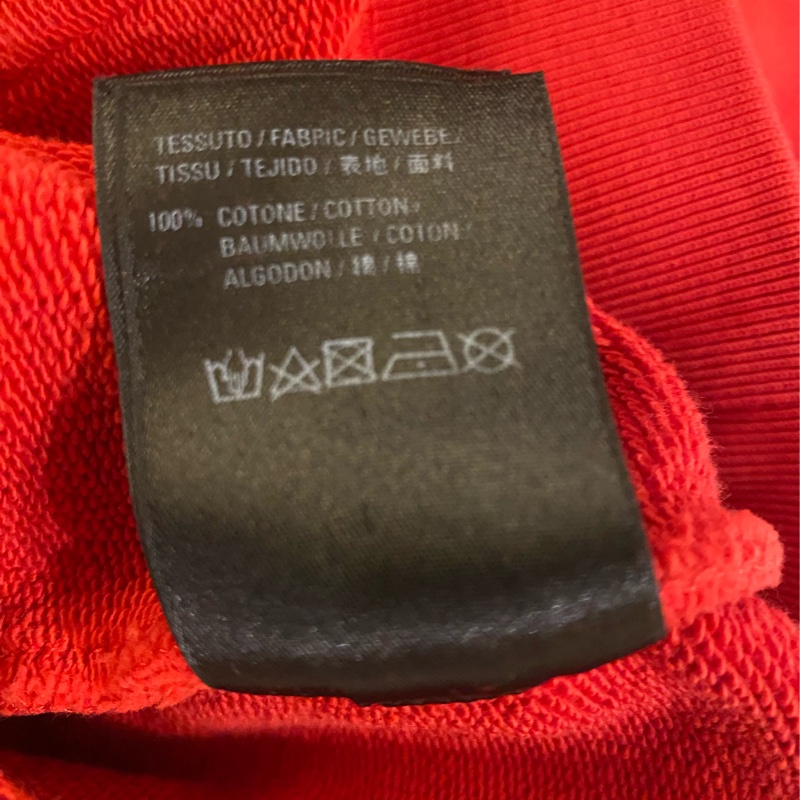 TESSUTO / FABRIC / GEWEBE /
TISSU / TEJIDO / 表地 / 面料
100% COTONE / COTTON /
BAUMWOLLE / COTON /
ALGODON / 綿 / 棉